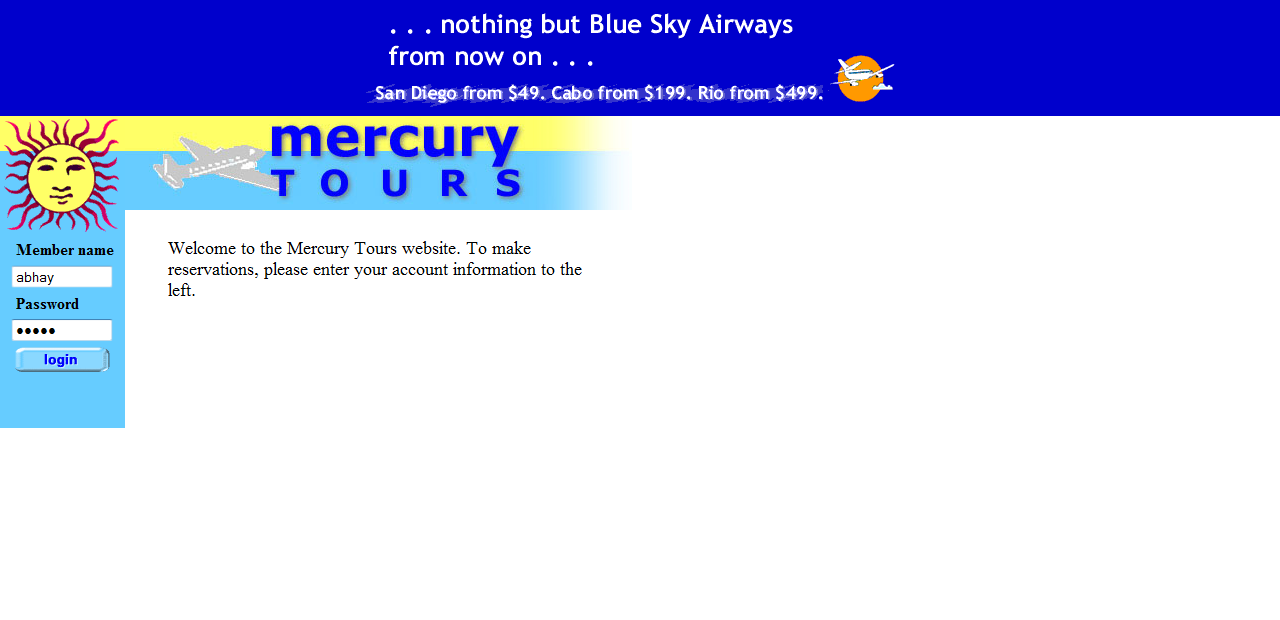 . . . nothing but Blue Sky Airways
from now on . . .
San Diego from $49. Cabo from $199. Rio from $499.
mercury
TOURS
Member name
abhay
Password
•••••
login
Welcome to the Mercury Tours website. To make
reservations, please enter your account information to the
left.